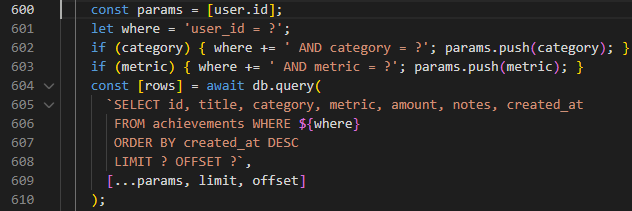 600 const params = [user.id];
601 let where = 'user_id = ?';
602 if (category) { where += ' AND category = ?'; params.push(category); }
603 if (metric) { where += ' AND metric = ?'; params.push(metric); }
604 const [rows] = await db.query(
605 `SELECT id, title, category, metric, amount, notes, created_at
606 FROM achievements WHERE ${where}
607 ORDER BY created_at DESC
608 LIMIT ? OFFSET ?`,
609 [...params, limit, offset]
610 );